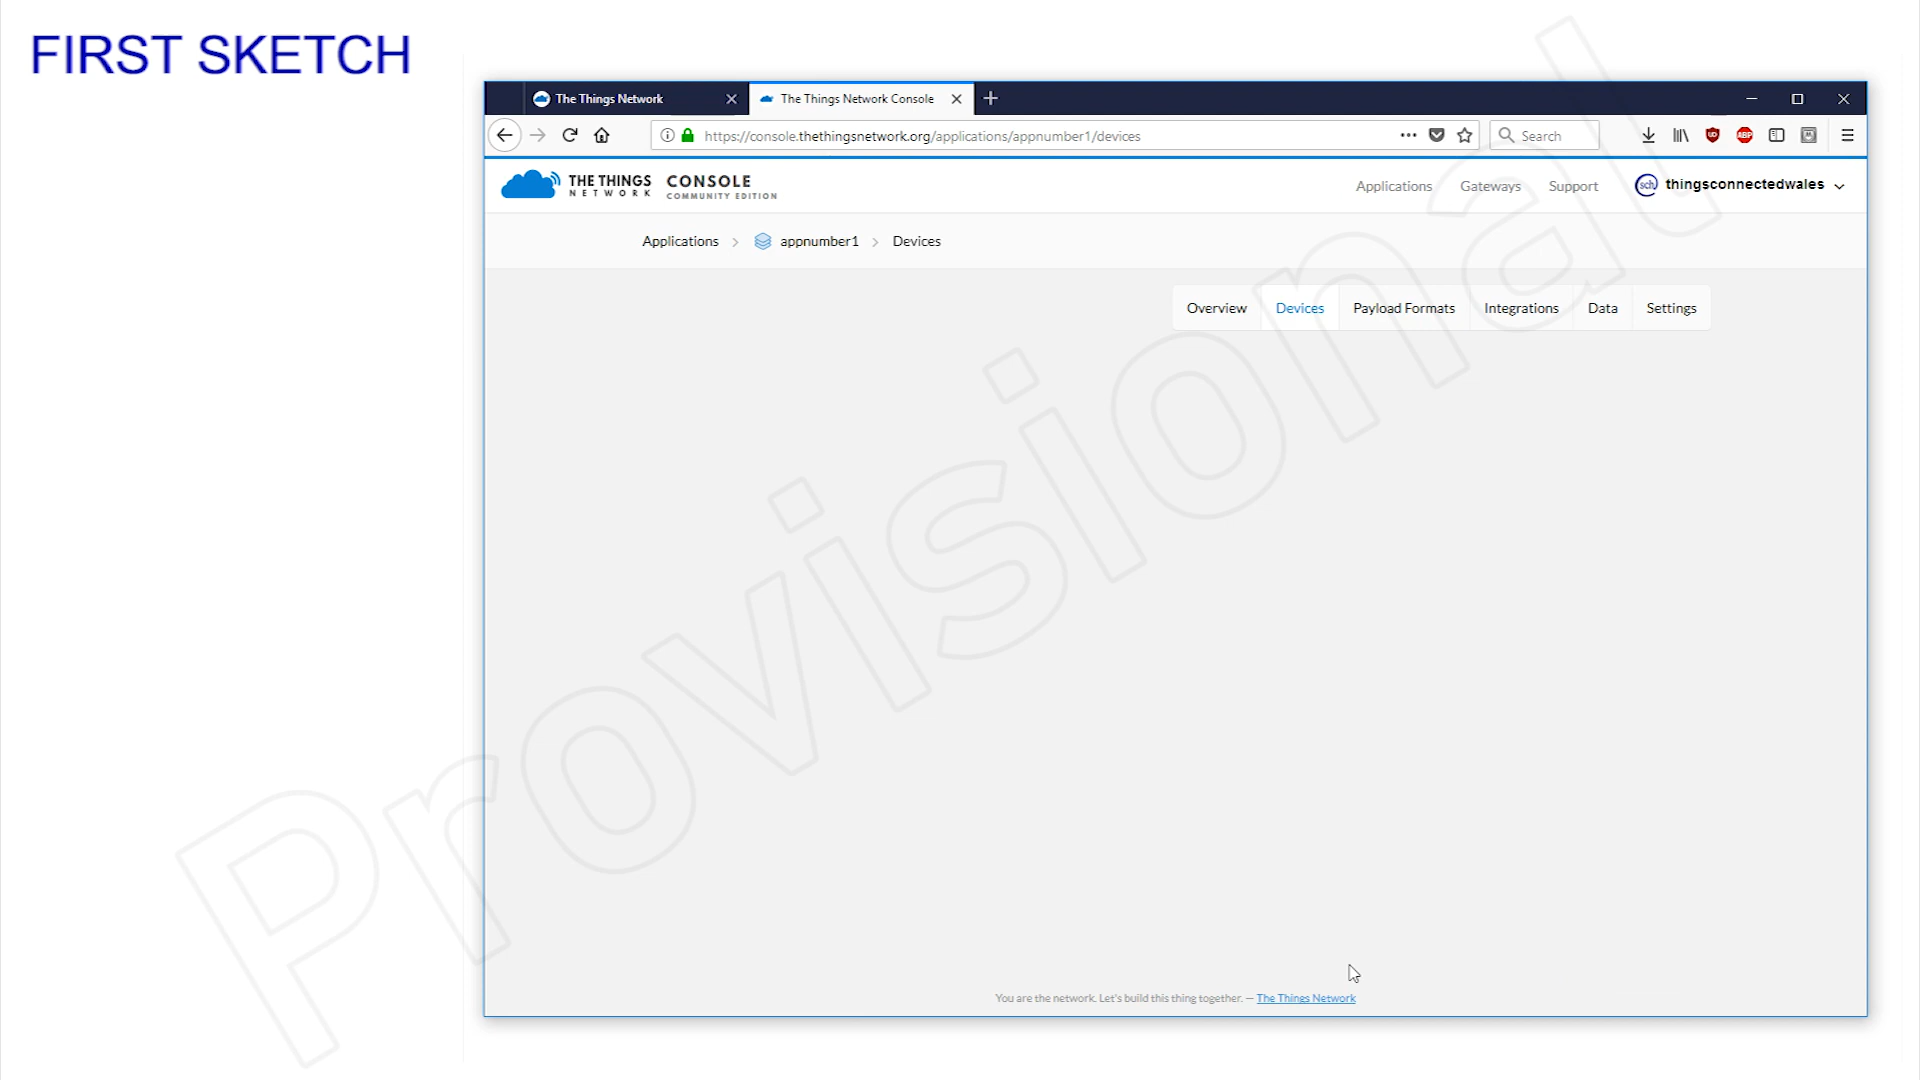 FIRST SKETCH
The Things Network
The Things Network Console
https://console.thethingsnetwork.org/applications/appnumber1/devices
Search
ABP
THE THINGS NETWORK
CONSOLE
COMMUNITY EDITION
Applications
Gateways
Support
sch
thingsconnectedwales
Applications
appnumber1
Devices
Overview
Devices
Payload Formats
Integrations
Data
Settings
Provisional
You are the network. Let's build this thing together. — The Things Network